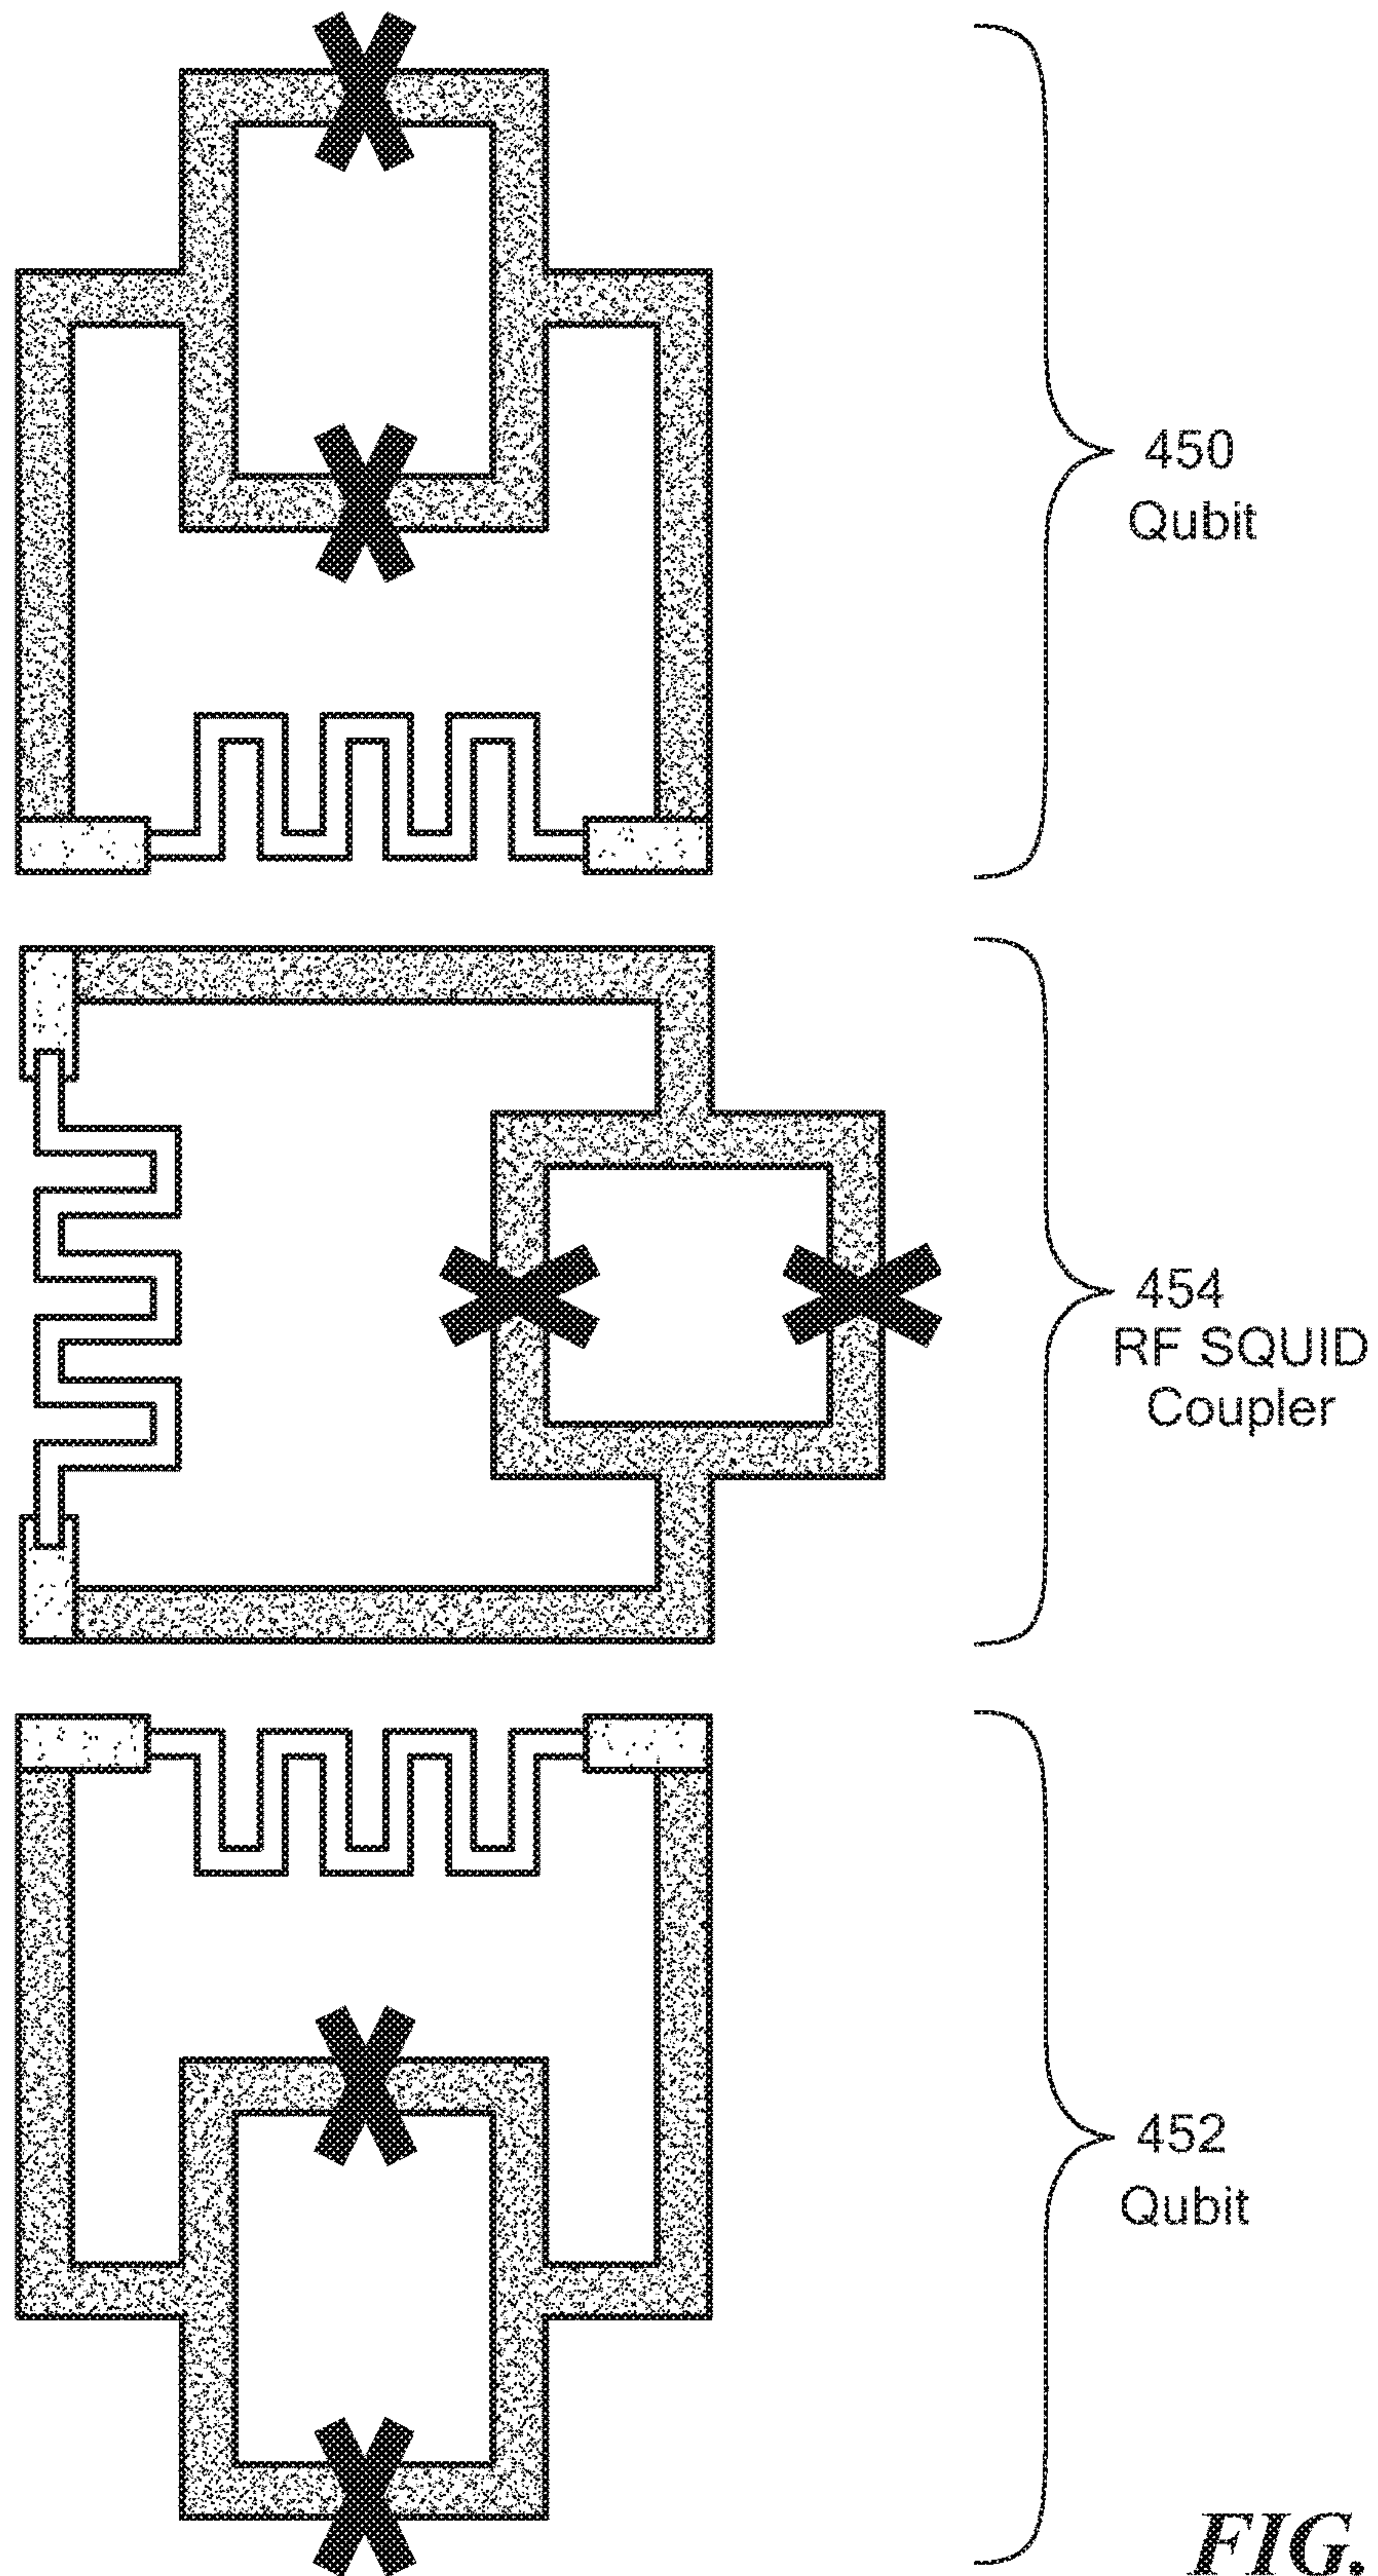 450
Qubit
454
RF SQUID
Coupler
452
Qubit
FIG.